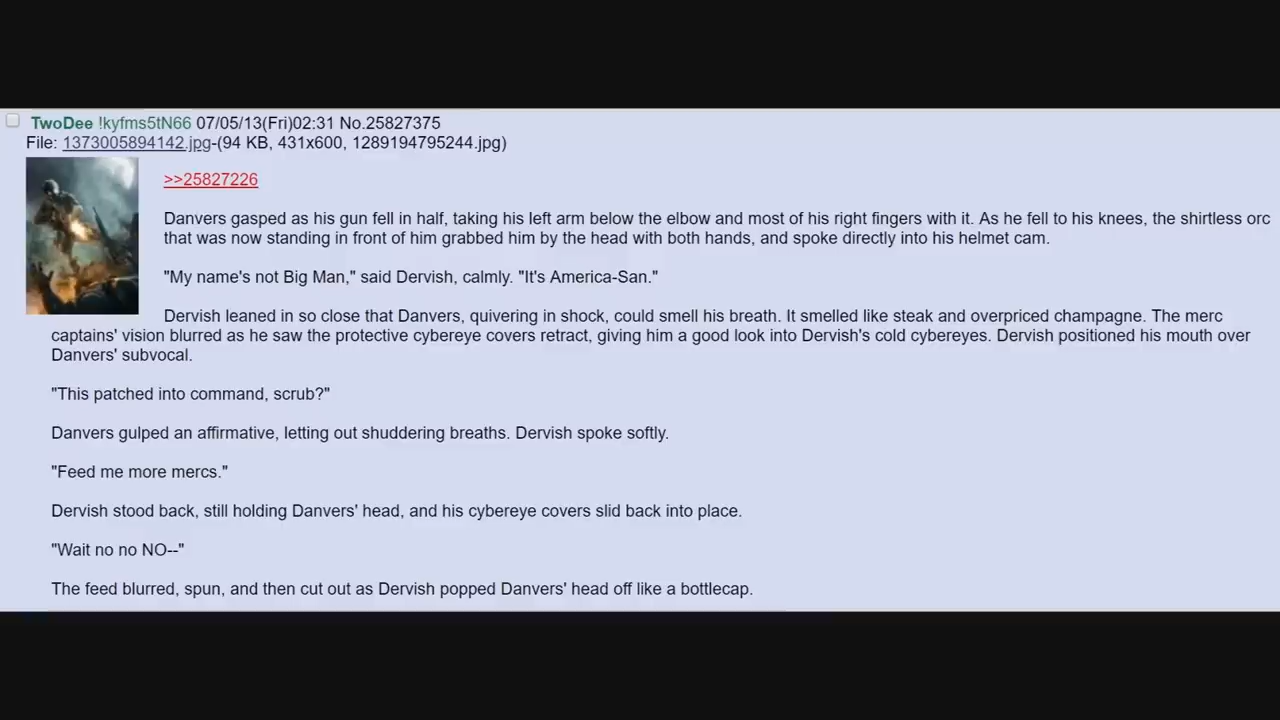 TwoDee !kyfms5tN66 07/05/13(Fri)02:31 No.25827375
File: 1373005894142.jpg-(94 KB, 431x600, 1289194795244.jpg)
>>25827226
Danvers gasped as his gun fell in half, taking his left arm below the elbow and most of his right fingers with it. As he fell to his knees, the shirtless orc
that was now standing in front of him grabbed him by the head with both hands, and spoke directly into his helmet cam.
"My name's not Big Man," said Dervish, calmly. "It's America-San."
Dervish leaned in so close that Danvers, quivering in shock, could smell his breath. It smelled like steak and overpriced champagne. The merc
captains' vision blurred as he saw the protective cybereye covers retract, giving him a good look into Dervish's cold cybereyes. Dervish positioned his mouth over
Danvers' subvocal.
"This patched into command, scrub?"
Danvers gulped an affirmative, letting out shuddering breaths. Dervish spoke softly.
"Feed me more mercs."
Dervish stood back, still holding Danvers' head, and his cybereye covers slid back into place.
"Wait no no NO--"
The feed blurred, spun, and then cut out as Dervish popped Danvers' head off like a bottlecap.